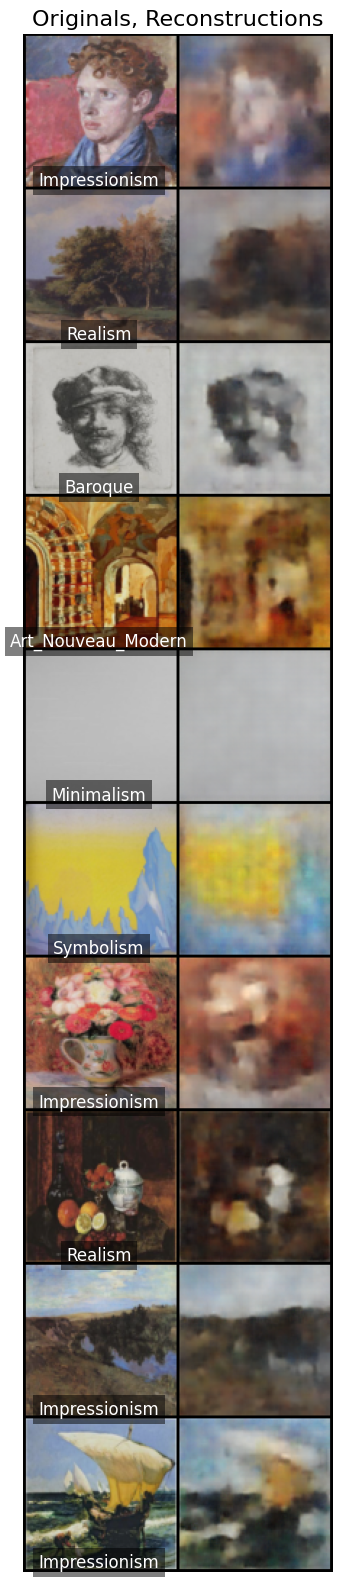 Originals, Reconstructions
Impressionism
Realism
Baroque
Art_Nouveau_Modern
Minimalism
Symbolism
Impressionism
Realism
Impressionism
Impressionism